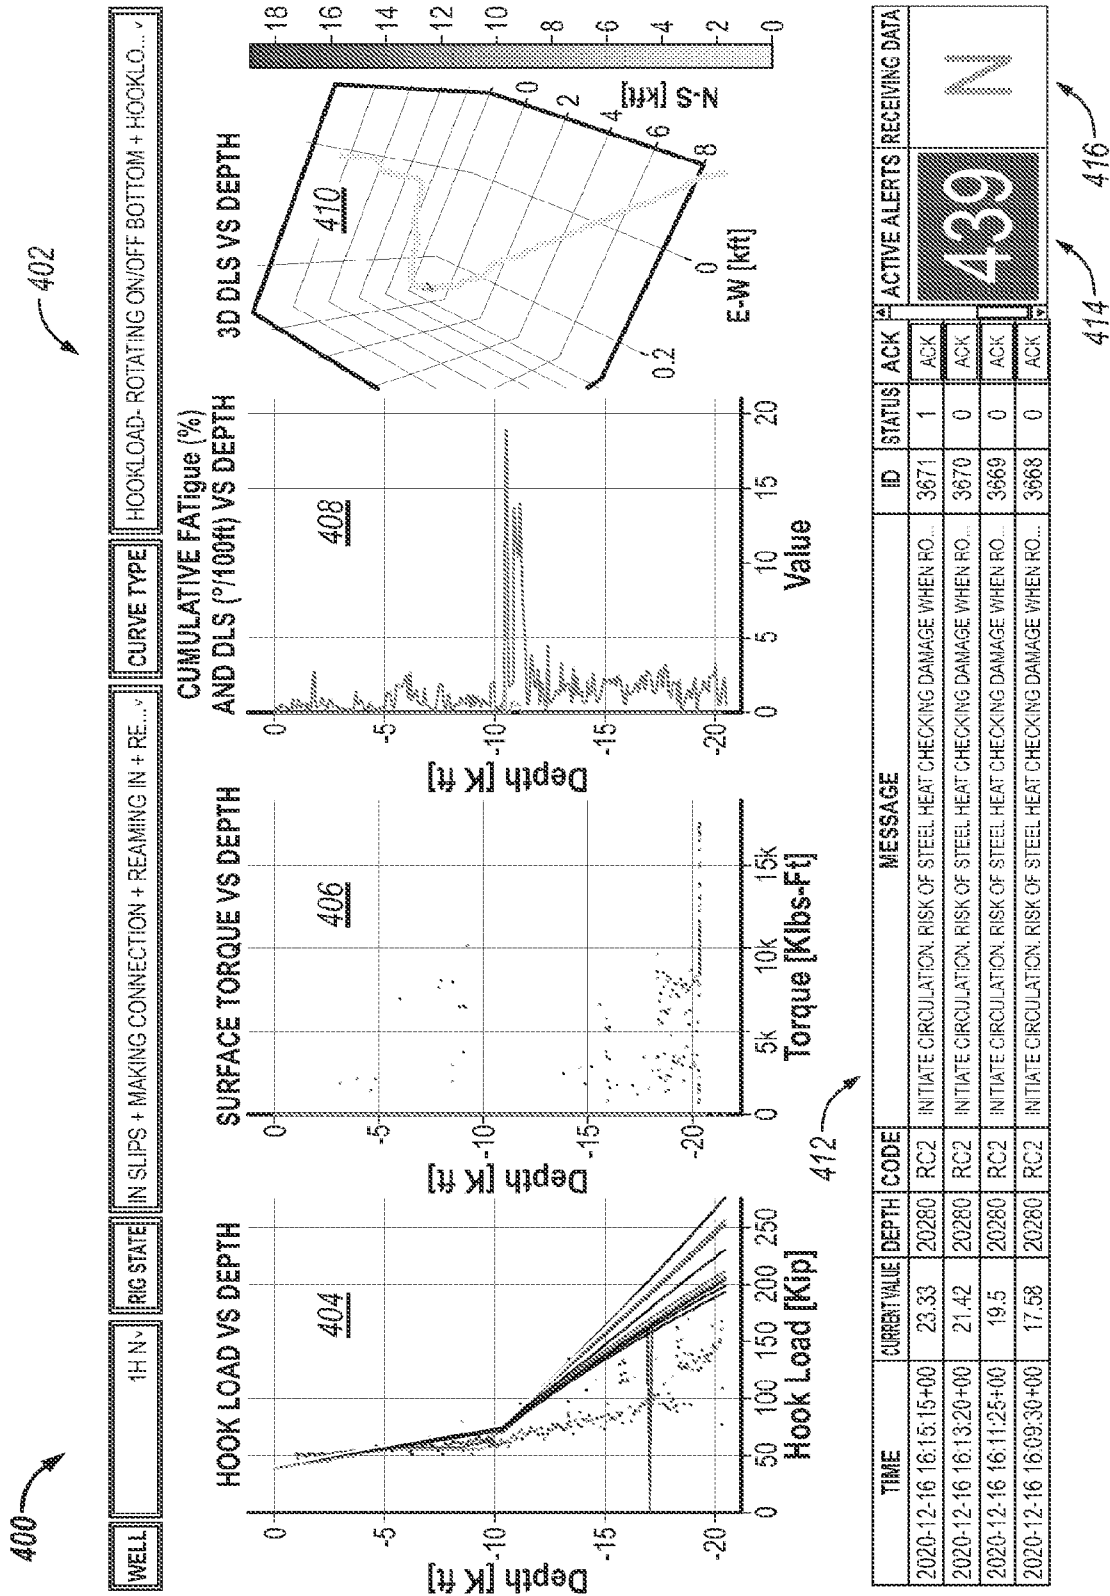 400
402
WELL 1H N RIG STATE IN SLIPS + MAKING CONNECTION + REAMING IN + RE... CURVE TYPE HOOKLOAD- ROTATING ON/OFF BOTTOM + HOOKLO...
HOOK LOAD VS DEPTH
404
0
-5
-10
-15
-20
Depth [K ft]
0 50 100 150 200 250
Hook Load [Kip]
SURFACE TORQUE VS DEPTH
406
0
-5
-10
-15
-20
Depth [K ft]
0 5k 10k 15k
Torque [Klbs-Ft]
CUMULATIVE FATigue (%)
AND DLS (°/100ft) VS DEPTH
408
0
-5
-10
-15
-20
Depth [K ft]
0 5 10 15 20
Value
3D DLS VS DEPTH
410
0.2 0
E-W [kft]
8 6 4 2 0
N-S [kft]
18
16
14
12
10
8
6
4
2
0
412
TIME CURRENT VALUE DEPTH CODE MESSAGE ID STATUS ACK
2020-12-16 16:15:15+00 23.33 20280 RC2 INITIATE CIRCULATION. RISK OF STEEL HEAT CHECKING DAMAGE WHEN RO... 3671 1 ACK
2020-12-16 16:13:20+00 21.42 20280 RC2 INITIATE CIRCULATION. RISK OF STEEL HEAT CHECKING DAMAGE WHEN RO... 3670 0 ACK
2020-12-16 16:11:25+00 19.5 20280 RC2 INITIATE CIRCULATION. RISK OF STEEL HEAT CHECKING DAMAGE WHEN RO... 3669 0 ACK
2020-12-16 16:09:30+00 17.58 20280 RC2 INITIATE CIRCULATION. RISK OF STEEL HEAT CHECKING DAMAGE WHEN RO... 3668 0 ACK
ACTIVE ALERTS RECEIVING DATA
439 N
414
416